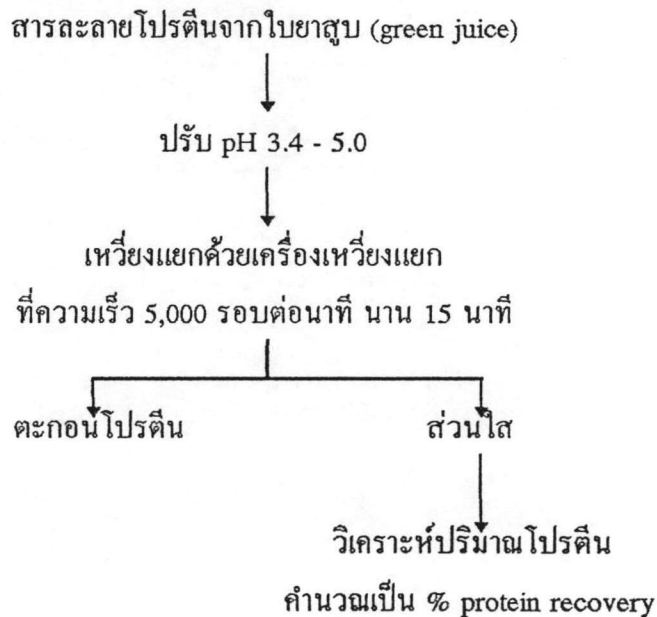 สารละลายโปรตีนจากใบยาสูบ (green juice)
ปรับ pH 3.4 - 5.0
เหวี่ยงแยกด้วยเครื่องเหวี่ยงแยก
ที่ความเร็ว 5,000 รอบต่อนาที นาน 15 นาที
ตะกอนโปรตีน
ส่วนใส
วิเคราะห์ปริมาณโปรตีน
คำนวณเป็น % protein recovery